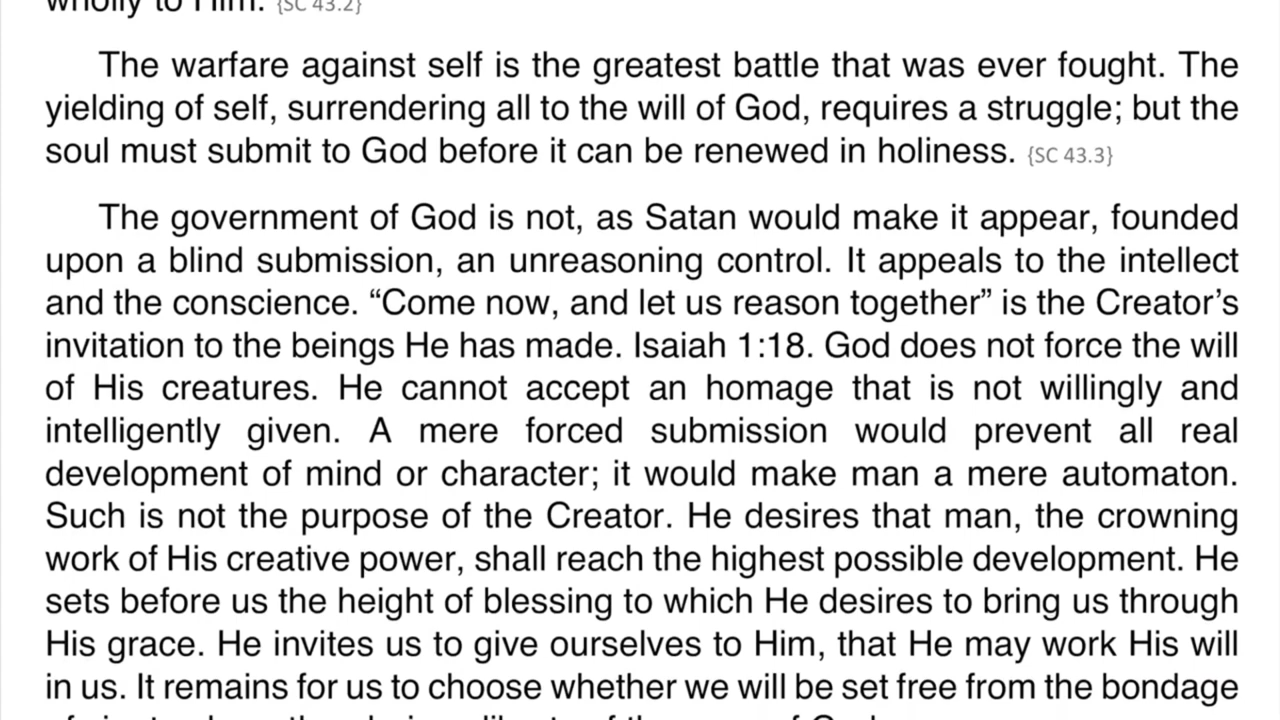 wholly to Him. {SC 43.2}
The warfare against self is the greatest battle that was ever fought. The
yielding of self, surrendering all to the will of God, requires a struggle; but the
soul must submit to God before it can be renewed in holiness. {SC 43.3}
The government of God is not, as Satan would make it appear, founded
upon a blind submission, an unreasoning control. It appeals to the intellect
and the conscience. “Come now, and let us reason together” is the Creator’s
invitation to the beings He has made. Isaiah 1:18. God does not force the will
of His creatures. He cannot accept an homage that is not willingly and
intelligently given. A mere forced submission would prevent all real
development of mind or character; it would make man a mere automaton.
Such is not the purpose of the Creator. He desires that man, the crowning
work of His creative power, shall reach the highest possible development. He
sets before us the height of blessing to which He desires to bring us through
His grace. He invites us to give ourselves to Him, that He may work His will
in us. It remains for us to choose whether we will be set free from the bondage